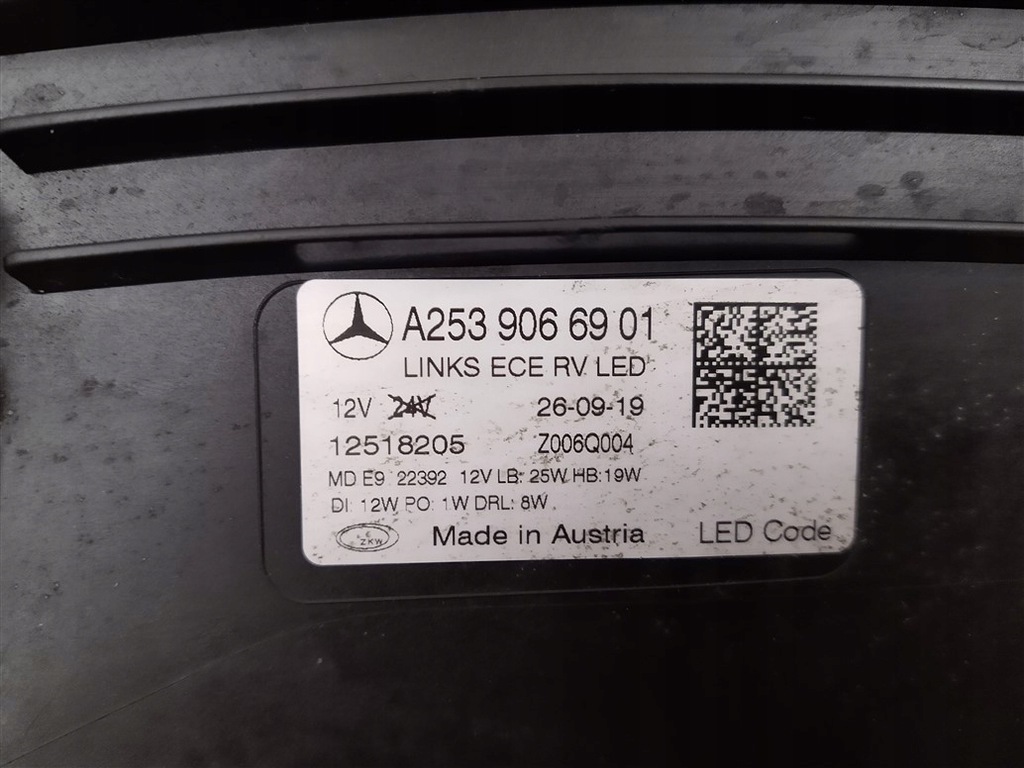 A253 906 69 01
LINKS ECE RV LED
12V 24V 26-09-19
12518205 Z006Q004
MD E9 22392 12V LB: 25W HB:19W
DI: 12W PO: 1W DRL: 8W
ZKW Made in Austria LED Code